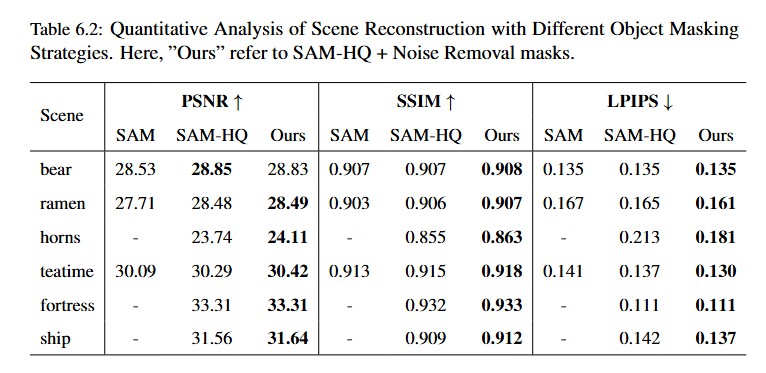 Table 6.2: Quantitative Analysis of Scene Reconstruction with Different Object Masking
Strategies. Here, ”Ours” refer to SAM-HQ + Noise Removal masks.
Scene PSNR ↑ SSIM ↑ LPIPS ↓
SAM SAM-HQ Ours SAM SAM-HQ Ours SAM SAM-HQ Ours
bear 28.53 28.85 28.83 0.907 0.907 0.908 0.135 0.135 0.135
ramen 27.71 28.48 28.49 0.903 0.906 0.907 0.167 0.165 0.161
horns - 23.74 24.11 - 0.855 0.863 - 0.213 0.181
teatime 30.09 30.29 30.42 0.913 0.915 0.918 0.141 0.137 0.130
fortress - 33.31 33.31 - 0.932 0.933 - 0.111 0.111
ship - 31.56 31.64 - 0.909 0.912 - 0.142 0.137